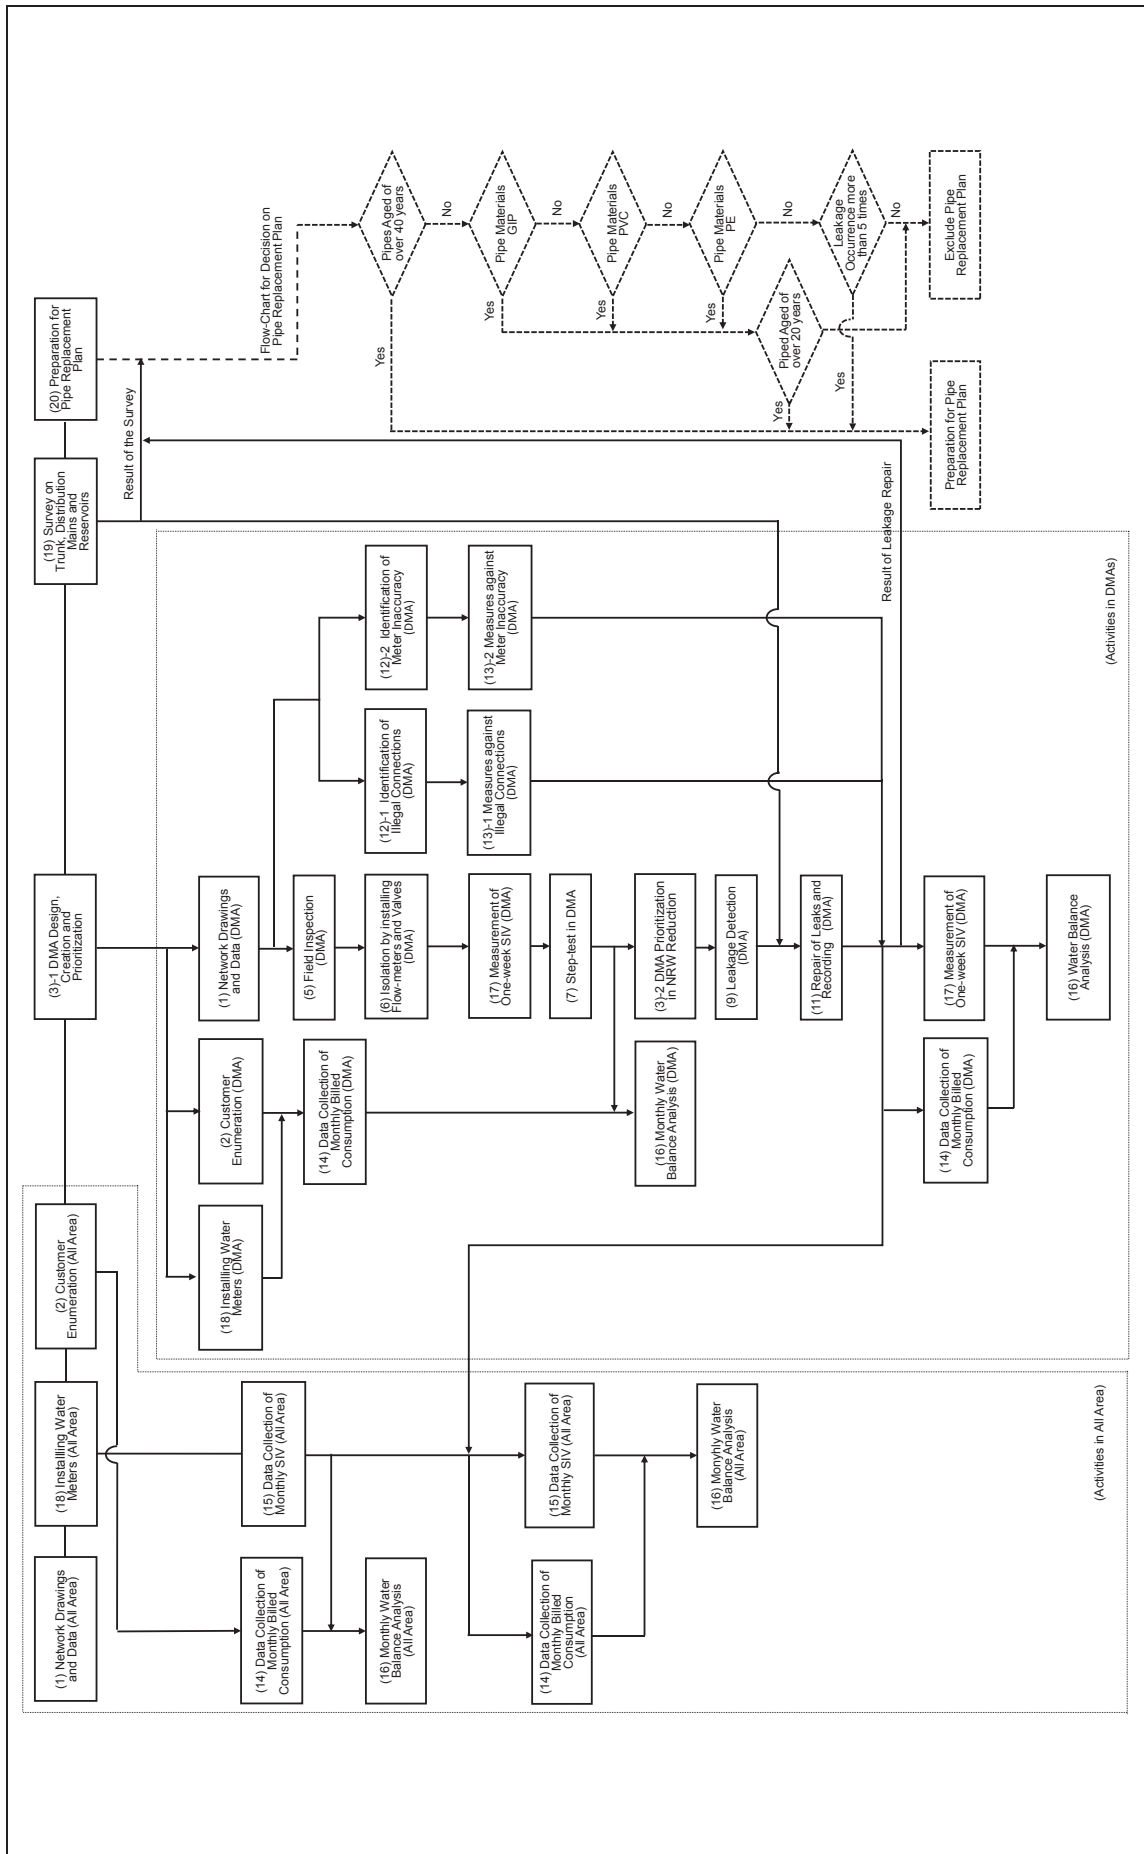 (1) Network Drawings
and Data (All Area)
(18) Installling Water
Meters (All Area)
(2) Customer
Enumeration (All Area)
(3)-1 DMA Design,
Creation and
Prioritization
(19) Survey on
Trunk, Distribution
Mains and
Reservoirs
(20) Preparation for
Pipe Replacement
Plan
Result of the Survey
Flow-Chart for Decision on
Pipe Replacement Plan
(14) Data Collection of
Monthly Billed
Consumption (All Area)
(15) Data Collection of
Monthly SIV (All Area)
(16) Monthly Water
Balance Analysis
(All Area)
(14) Data Collection of
Monthly Billed
Consumption
(All Area)
(15) Data Collection of
Monthly SIV (All Area)
(16) Monyhly Water
Balance Analysis
(All Area)
(Activities in All Area)
(18) Installling Water
Meters (DMA)
(2) Customer
Enumeration (DMA)
(1) Network Drawings
and Data (DMA)
(14) Data Collection of
Monthly Billed
Consumption (DMA)
(5) Field Inspection
(DMA)
(6) Isolation by installing
Flow-meters and Valves
(DMA)
(12)-1 Identification of
Illegal Connections
(DMA)
(12)-2 Identification of
Meter Inaccuracy
(DMA)
(17) Measurement of
One-week SIV (DMA)
(13)-1 Measures against
Illegal Connections
(DMA)
(13)-2 Measures against
Meter Inaccuracy
(DMA)
(7) Step-test in DMA
(16) Monthly Water
Balance Analysis (DMA)
(3)-2 DMA Prioritization
in NRW Reduction
(9) Leakage Detection
(DMA)
(11) Repair of Leaks and
Recording (DMA)
Result of Leakage Repair
(14) Data Collection of
Monthly Billed
Consumption (DMA)
(17) Measurement of
One-week SIV (DMA)
(16) Water Balance
Analysis (DMA)
(Activities in DMAs)
Pipes Aged of
over 40 years
Yes
No
Pipe Materials
GIP
Yes
No
Pipe Materials
PVC
Yes
No
Pipe Materials
PE
Yes
No
Piped Aged of
over 20 years
Yes
Leakage
Occurrence more
than 5 times
Yes
No
Preparation for Pipe
Replacement Plan
Exclude Pipe
Replacement Plan